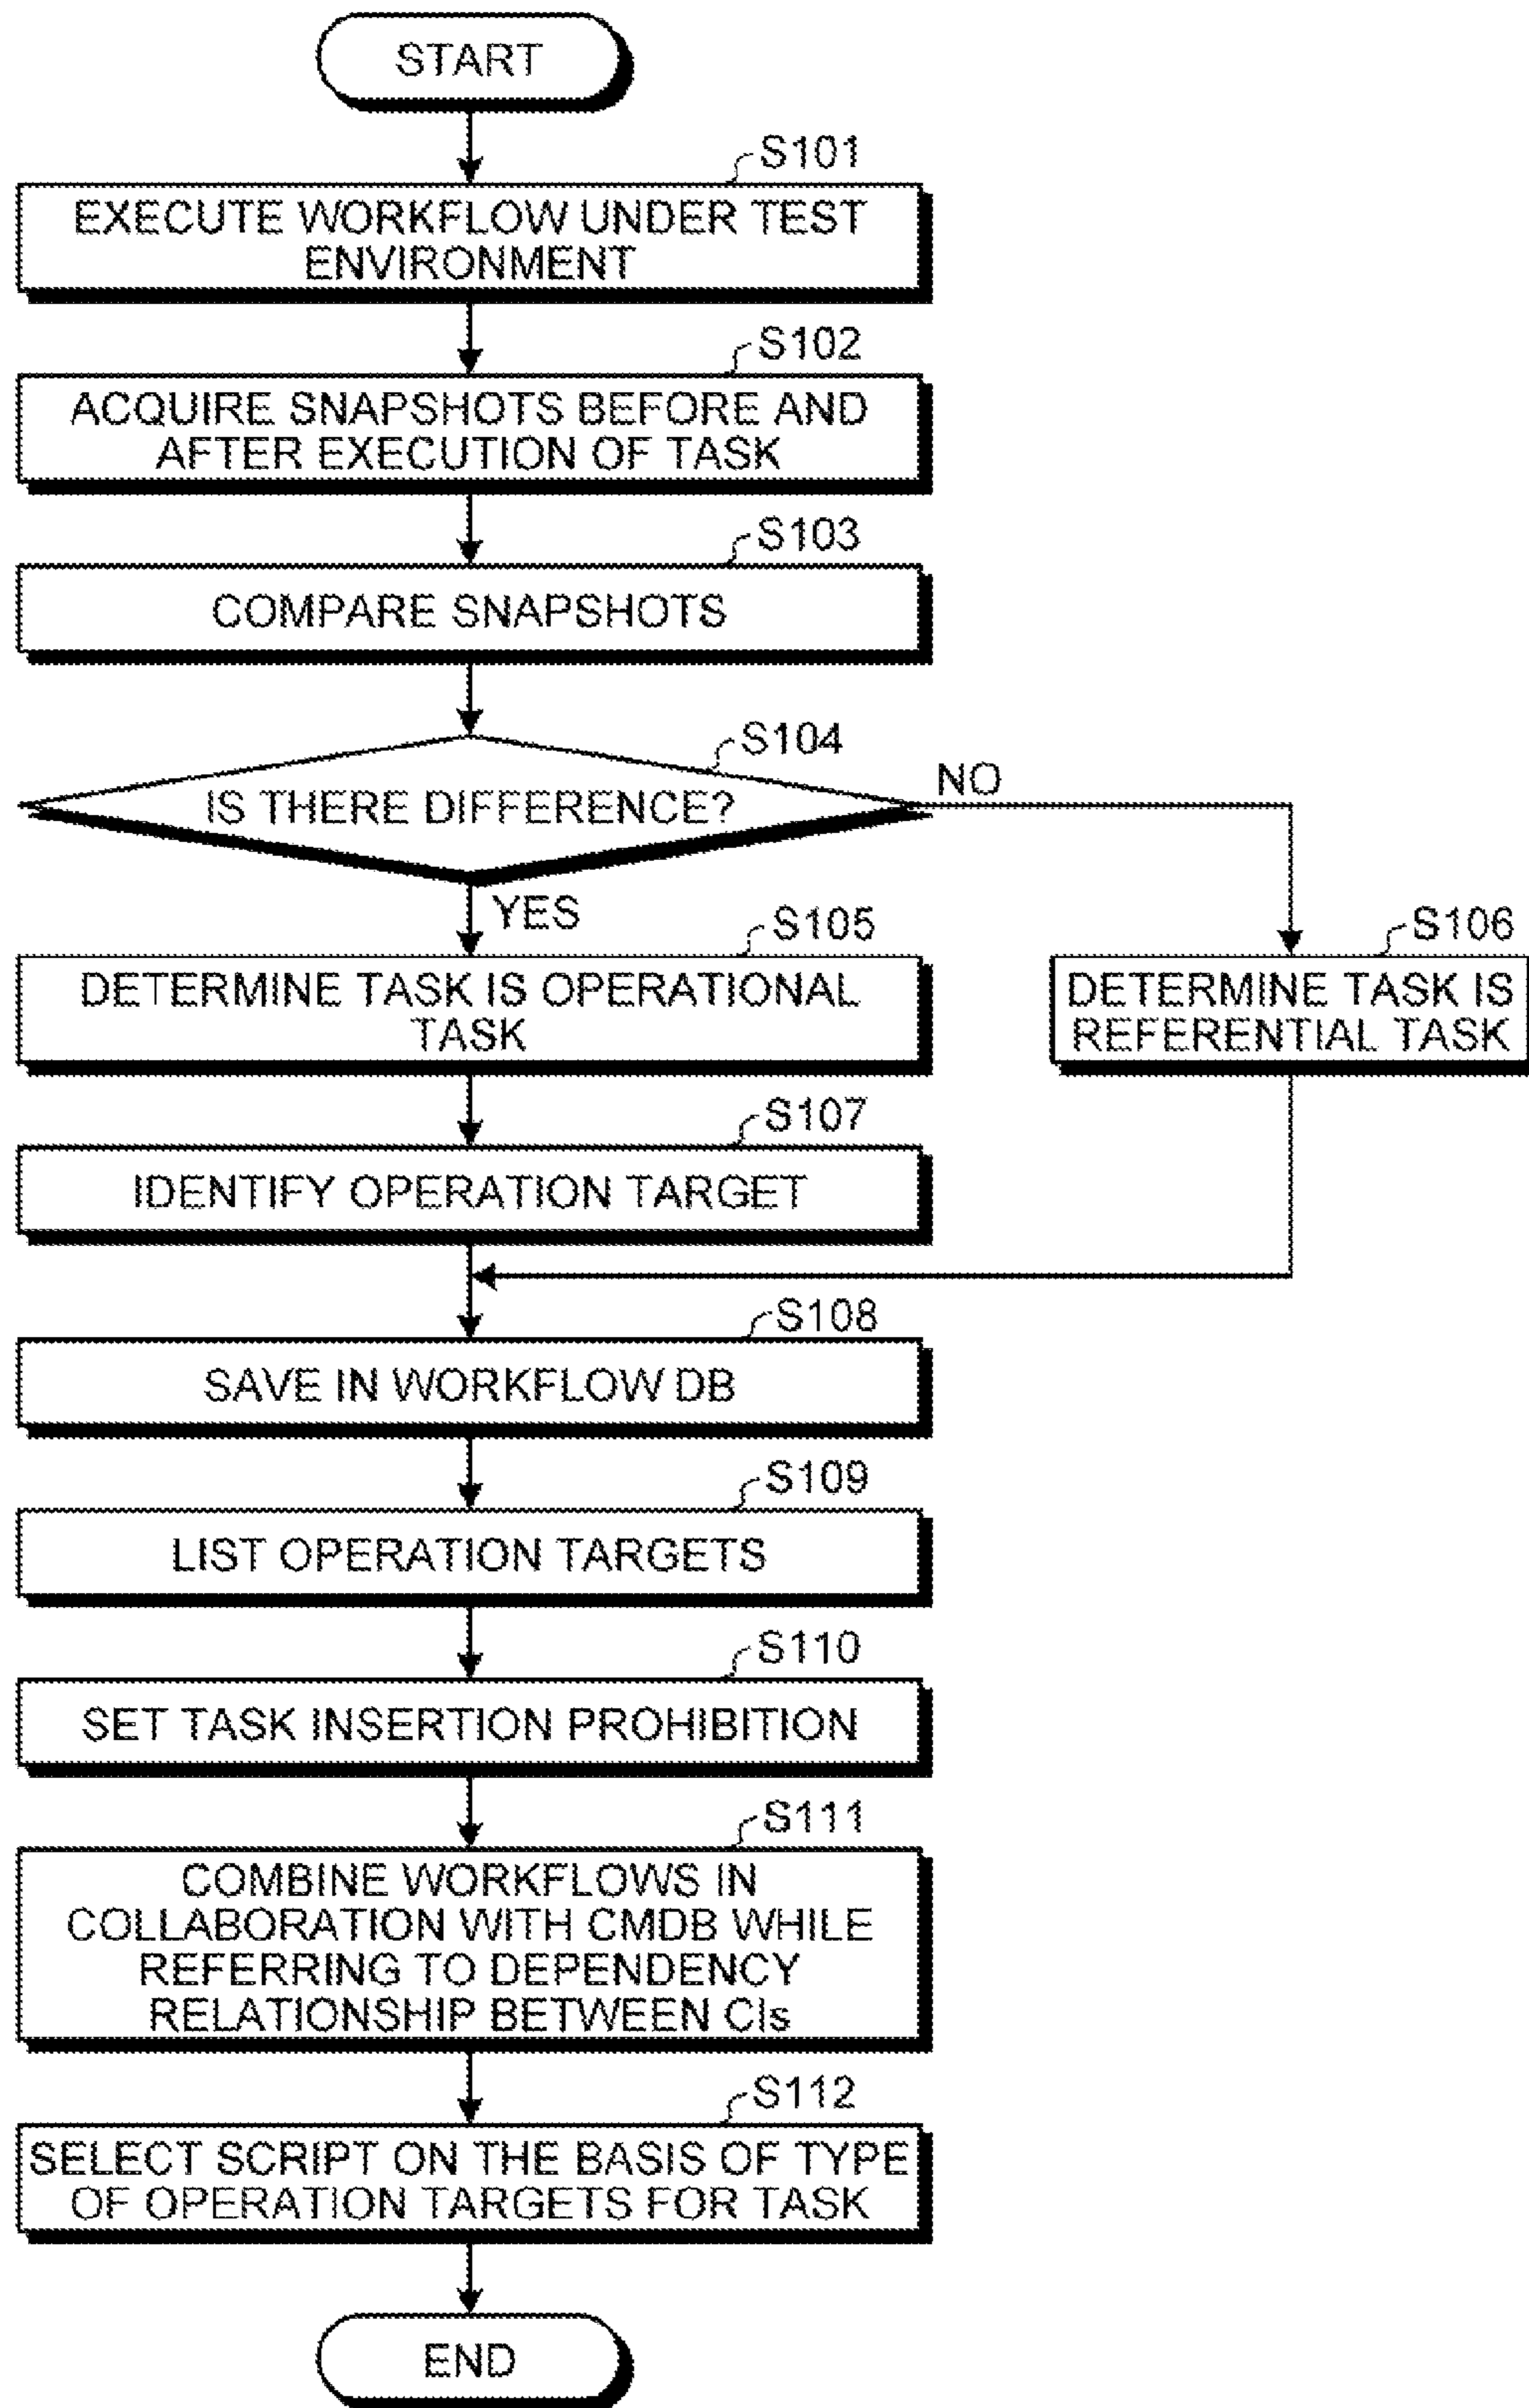 START
S101
EXECUTE WORKFLOW UNDER TEST
ENVIRONMENT
S102
ACQUIRE SNAPSHOTS BEFORE AND
AFTER EXECUTION OF TASK
S103
COMPARE SNAPSHOTS
S104
IS THERE DIFFERENCE?
NO
YES
S105
DETERMINE TASK IS OPERATIONAL
TASK
S106
DETERMINE TASK IS
REFERENTIAL TASK
S107
IDENTIFY OPERATION TARGET
S108
SAVE IN WORKFLOW DB
S109
LIST OPERATION TARGETS
S110
SET TASK INSERTION PROHIBITION
S111
COMBINE WORKFLOWS IN
COLLABORATION WITH CMDB WHILE
REFERRING TO DEPENDENCY
RELATIONSHIP BETWEEN CIs
S112
SELECT SCRIPT ON THE BASIS OF TYPE
OF OPERATION TARGETS FOR TASK
END